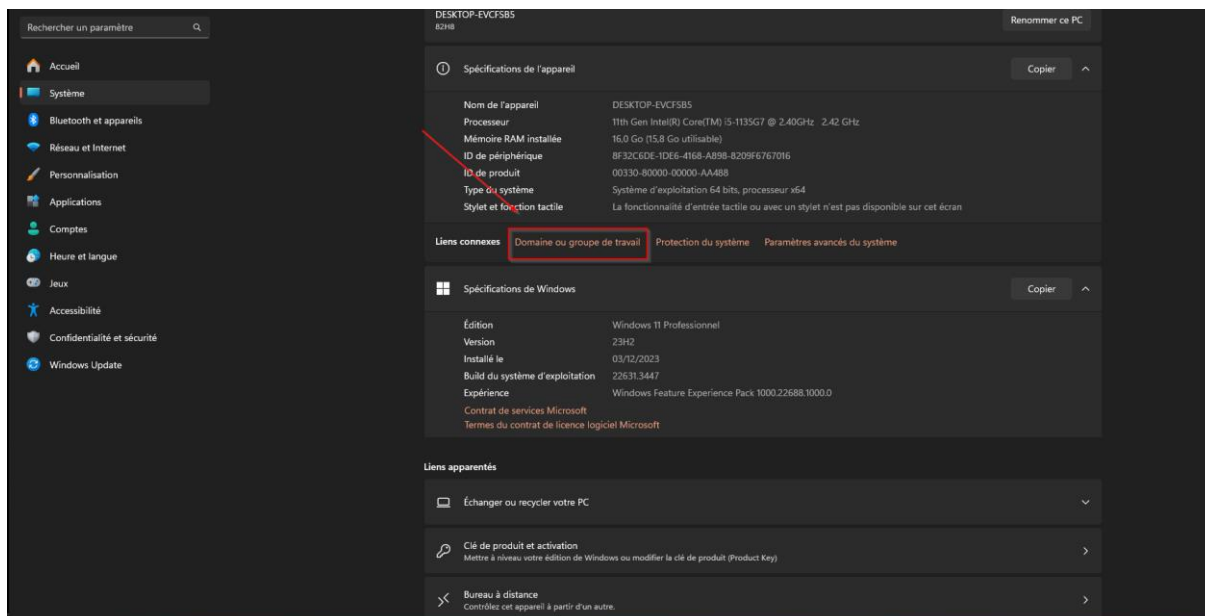 DESKTOP-EVCFSB5
82H8
Renommer ce PC
Rechercher un paramètre
Accueil
Système
Bluetooth et appareils
Réseau et Internet
Personnalisation
Applications
Comptes
Heure et langue
Jeux
Accessibilité
Confidentialité et sécurité
Windows Update
Spécifications de l'appareil
Copier
Nom de l'appareil DESKTOP-EVCFSB5
Processeur 11th Gen Intel(R) Core(TM) i5-1135G7 @ 2.40GHz 2.42 GHz
Mémoire RAM installée 16,0 Go (15,8 Go utilisable)
ID de périphérique 8F32C6DE-1DE6-4168-A898-8209F6767016
ID de produit 00330-80000-00000-AA488
Type du système Système d'exploitation 64 bits, processeur x64
Stylet et fonction tactile La fonctionnalité d'entrée tactile ou avec un stylet n'est pas disponible sur cet écran
Liens connexes Domaine ou groupe de travail Protection du système Paramètres avancés du système
Spécifications de Windows
Copier
Édition Windows 11 Professionnel
Version 23H2
Installé le 03/12/2023
Build du système d'exploitation 22631.3447
Expérience Windows Feature Experience Pack 1000.22688.1000.0
Contrat de services Microsoft
Termes du contrat de licence logiciel Microsoft
Liens apparentés
Échanger ou recycler votre PC
Clé de produit et activation
Mettre à niveau votre édition de Windows ou modifier la clé de produit (Product Key)
Bureau à distance
Contrôlez cet appareil à partir d'un autre.